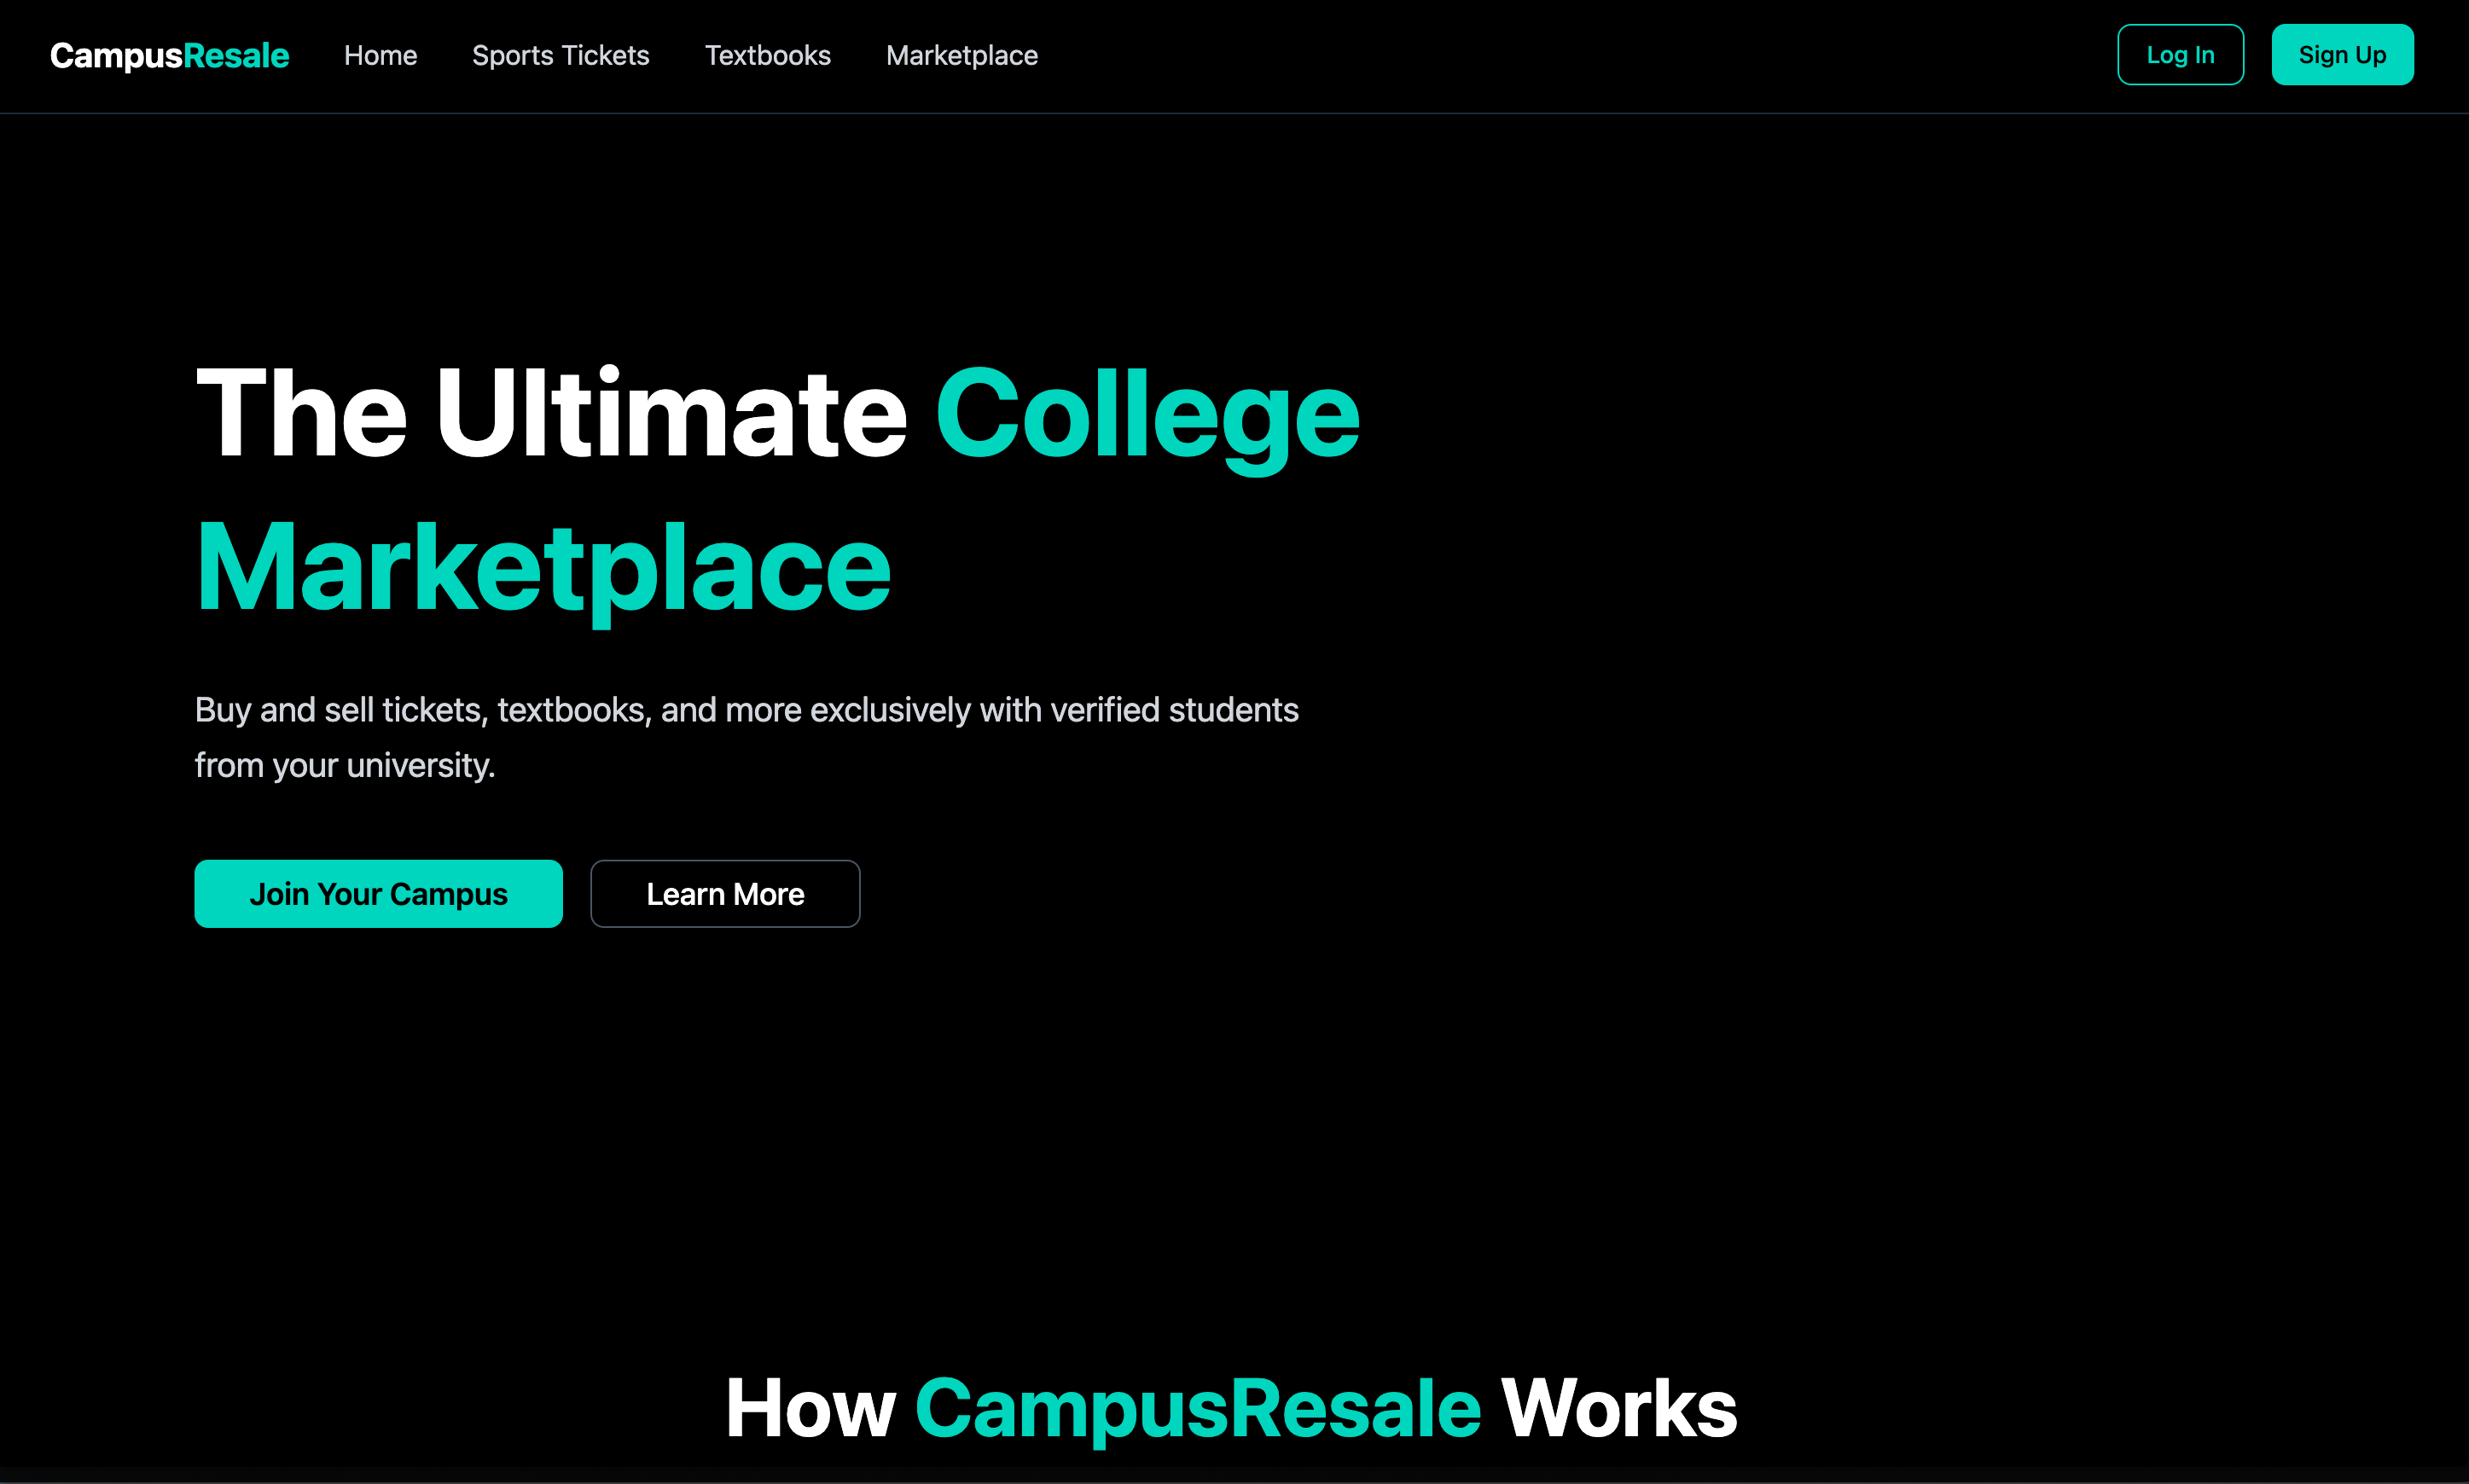 CampusResale Home Sports Tickets Textbooks Marketplace Log In Sign Up
The Ultimate College
Marketplace
Buy and sell tickets, textbooks, and more exclusively with verified students
from your university.
Join Your Campus Learn More
How CampusResale Works